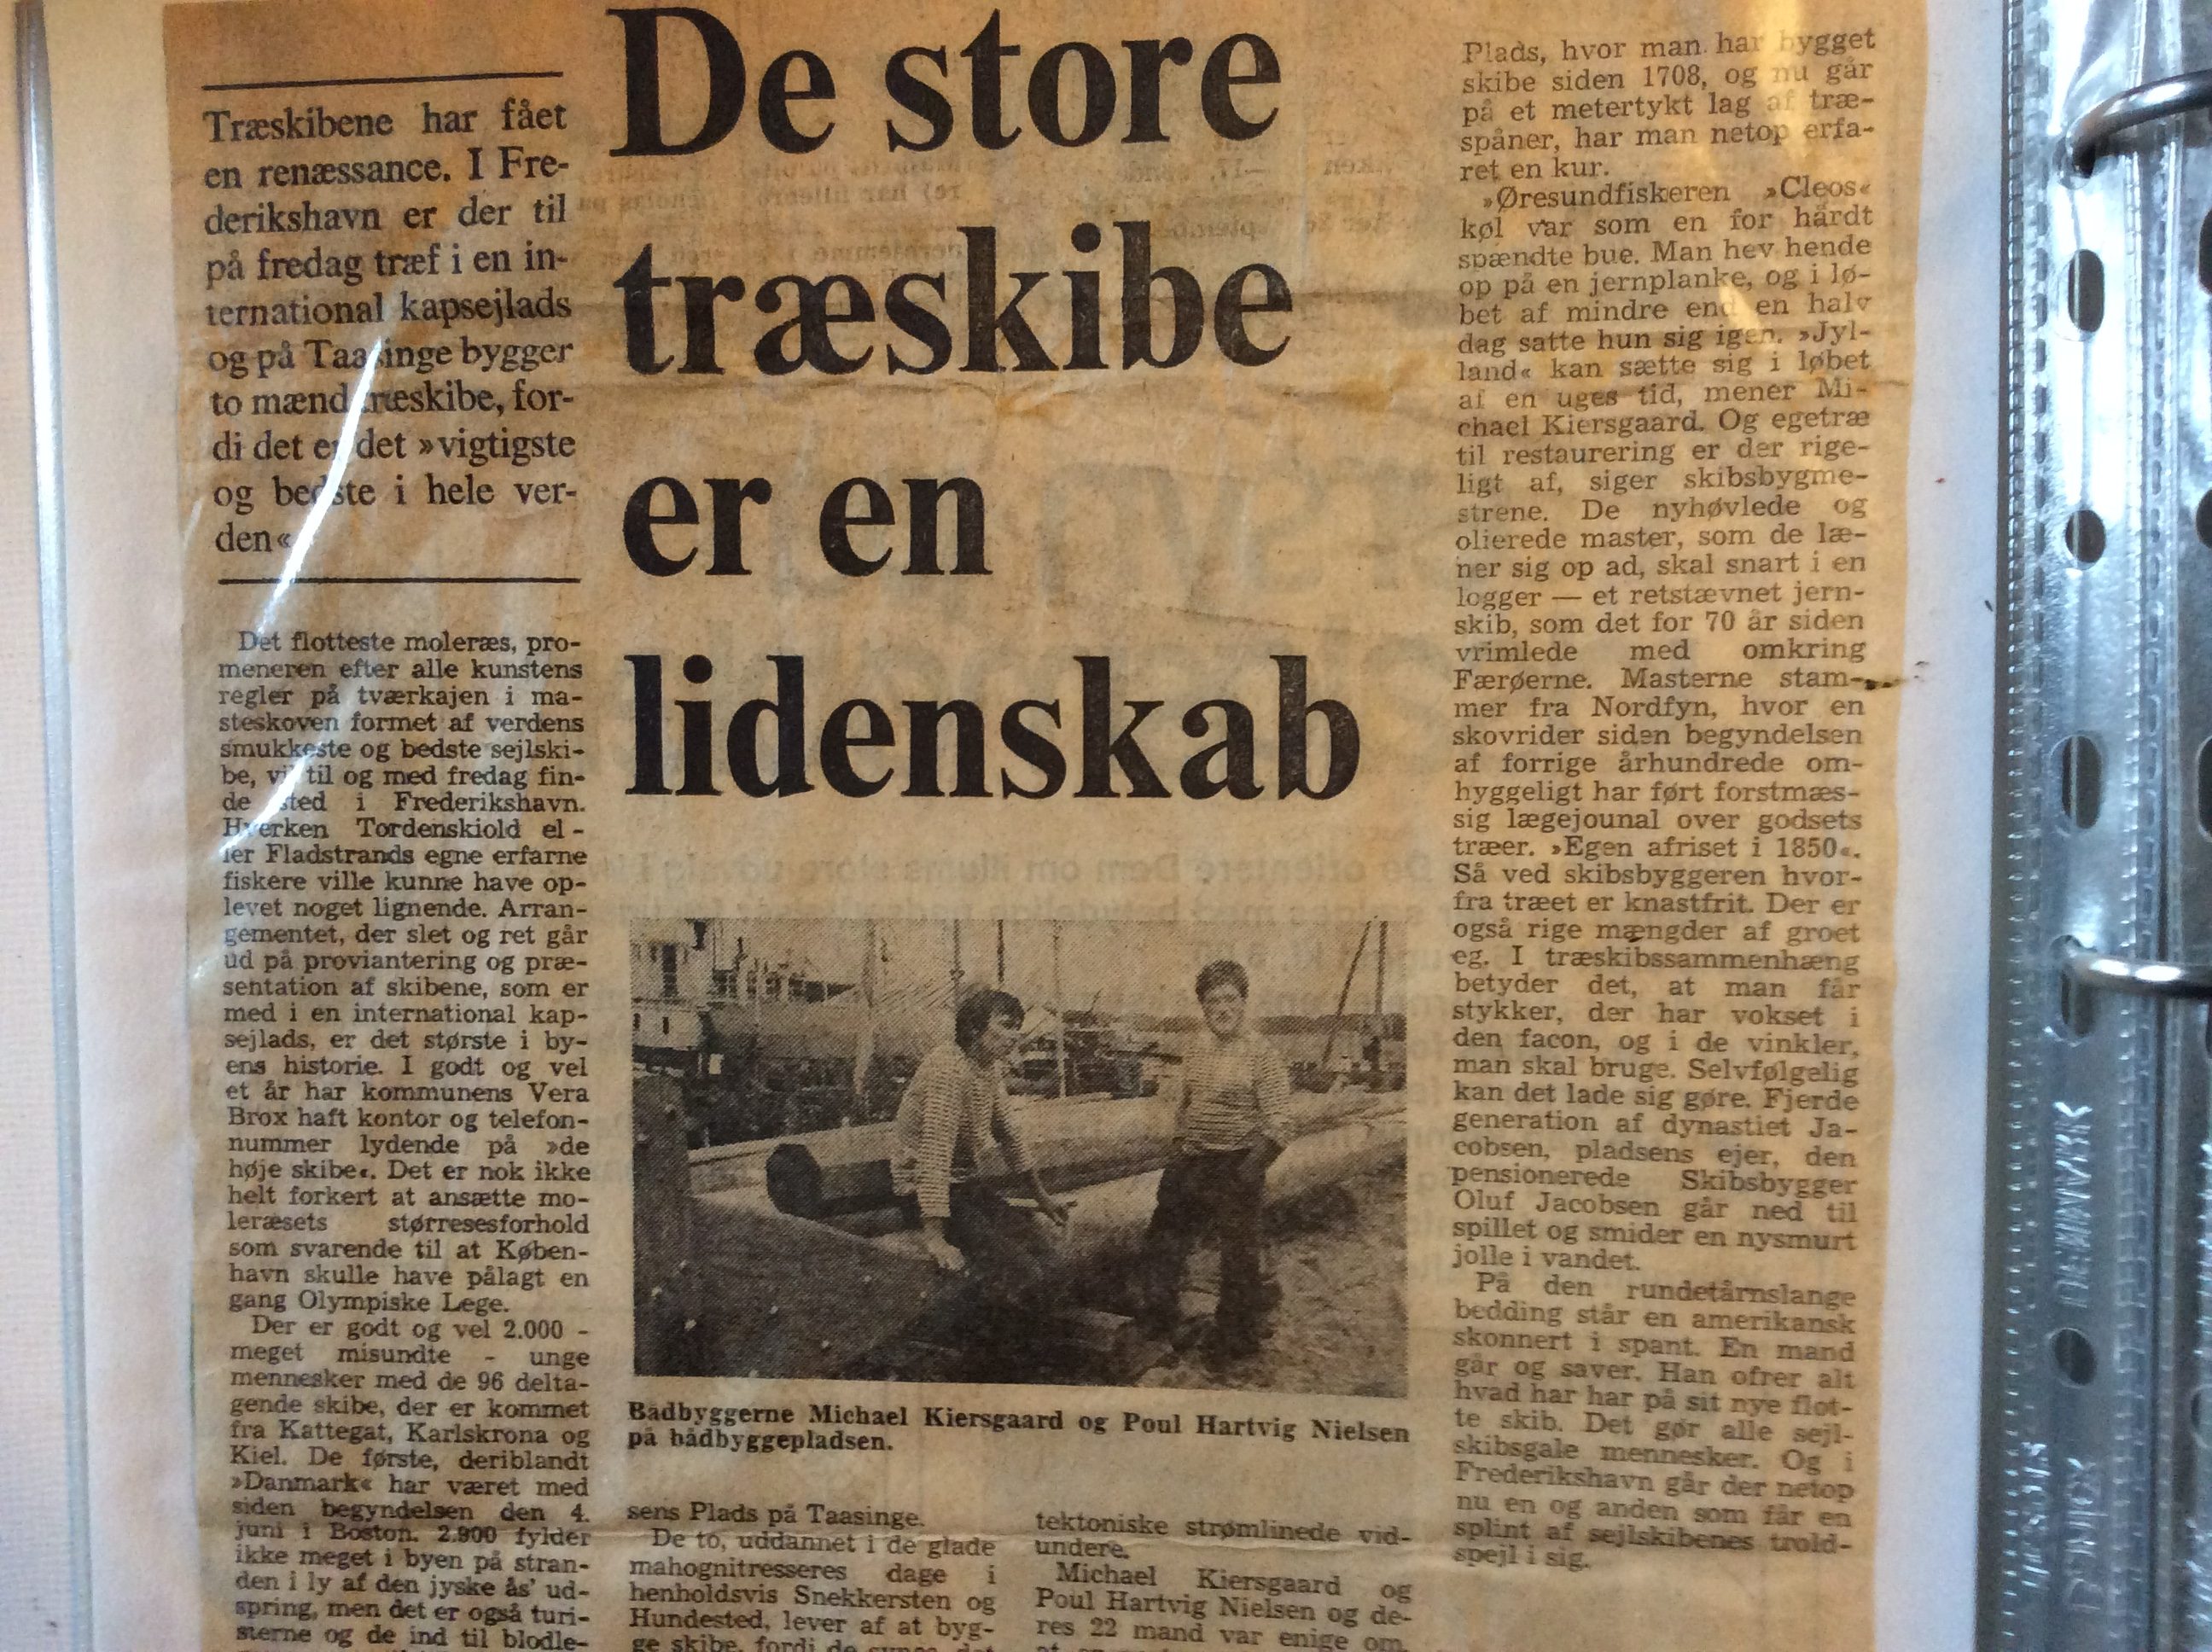 De store
træskibe
er en
lidenskab
Træskibene har fået
en renæssance. I Fre-
derikshavn er der til
på fredag træf i en in-
ternational kapsejlads
og på Taasinge bygger
to mænd træskibe, for-
di det er det »vigtigste
og bedste i hele ver-
den«
Det flotteste moleræs, pro-
meneren efter alle kunstens
regler på tværkajen i ma-
steskoven formet af verdens
smukkeste og bedste sejlski-
be, vil til og med fredag fin-
de sted i Frederikshavn.
Hverken Tordenskiold el-
ler Fladstrands egne erfarne
fiskere ville kunne have op-
levet noget lignende. Arran-
gementet, der slet og ret går
ud på proviantering og præ-
sentation af skibene, som er
med i en international kap-
sejlads, er det største i by-
ens historie. I godt og vel
et år har kommunens Vera
Brox haft kontor og telefon-
nummer lydende på »de
høje skibe«. Det er nok ikke
helt forkert at ansætte mo-
leræsets størresesforhold
som svarende til at Køben-
havn skulle have pålagt en
gang Olympiske Lege.
Der er godt og vel 2.000 -
meget misundte - unge
mennesker med de 96 delta-
gende skibe, der er kommet
fra Kattegat, Karlskrona og
Kiel. De første, deriblandt
»Danmark« har været med
siden begyndelsen den 4.
juni i Boston. 2.900 fylder
ikke meget i byen på stran-
den i ly af den jyske ås' ud-
spring, men det er også turi-
sterne og de ind til blodle-
Bådbyggerne Michael Kiersgaard og Poul Hartvig Nielsen
på bådbyggepladsen.
sens Plads på Taasinge.
De to, uddannet i de glade
mahognitresseres dage i
henholdsvis Snekkersten og
Hundested, lever af at byg-
ge skibe, fordi de synes det
tektoniske strømlinede vid-
undere.
Michael Kiersgaard og
Poul Hartvig Nielsen og de-
res 22 mand var enige om,
Plads, hvor man har bygget
skibe siden 1708, og nu går
på et metertykt lag af træ-
spåner, har man netop erfa-
ret en kur.
»Øresundfiskeren »Cleos«
køl var som en for hårdt
spændte bue. Man hev hende
op på en jernplanke, og i lø-
bet af mindre end en halv
dag satte hun sig igen. »Jyl-
land« kan sætte sig i løbet
af en uges tid, mener Mi-
chael Kiersgaard. Og egetræ
til restaurering er der rige-
ligt af, siger skibsbygme-
strene. De nyhøvlede og
olierede master, som de læ-
ner sig op ad, skal snart i en
logger — et retstævnet jern-
skib, som det for 70 år siden
vrimlede med omkring
Færøerne. Masterne stam-
mer fra Nordfyn, hvor en
skovrider siden begyndelsen
af forrige århundrede om-
hyggeligt har ført forstmæs-
sig lægejounal over godsets
træer. »Egen afriset i 1850«.
Så ved skibsbyggeren hvor-
fra træet er knastfrit. Der er
også rige mængder af groet
eg. I træskibssammenhæng
betyder det, at man får
stykker, der har vokset i
den facon, og i de vinkler,
man skal bruge. Selvfølgelig
kan det lade sig gøre. Fjerde
generation af dynastiet Ja-
cobsen, pladsens ejer, den
pensionerede Skibsbygger
Oluf Jacobsen går ned til
spillet og smider en nysmurt
jolle i vandet.
På den rundetårnslange
bedding står en amerikansk
skonnert i spant. En mand
går og saver. Han ofrer alt
hvad har har på sit nye flot-
te skib. Det gør alle sejl-
skibsgale mennesker. Og i
Frederikshavn går der netop
nu en og anden som får en
splint af sejlskibenes trold-
spejl i sig.
DENMARK